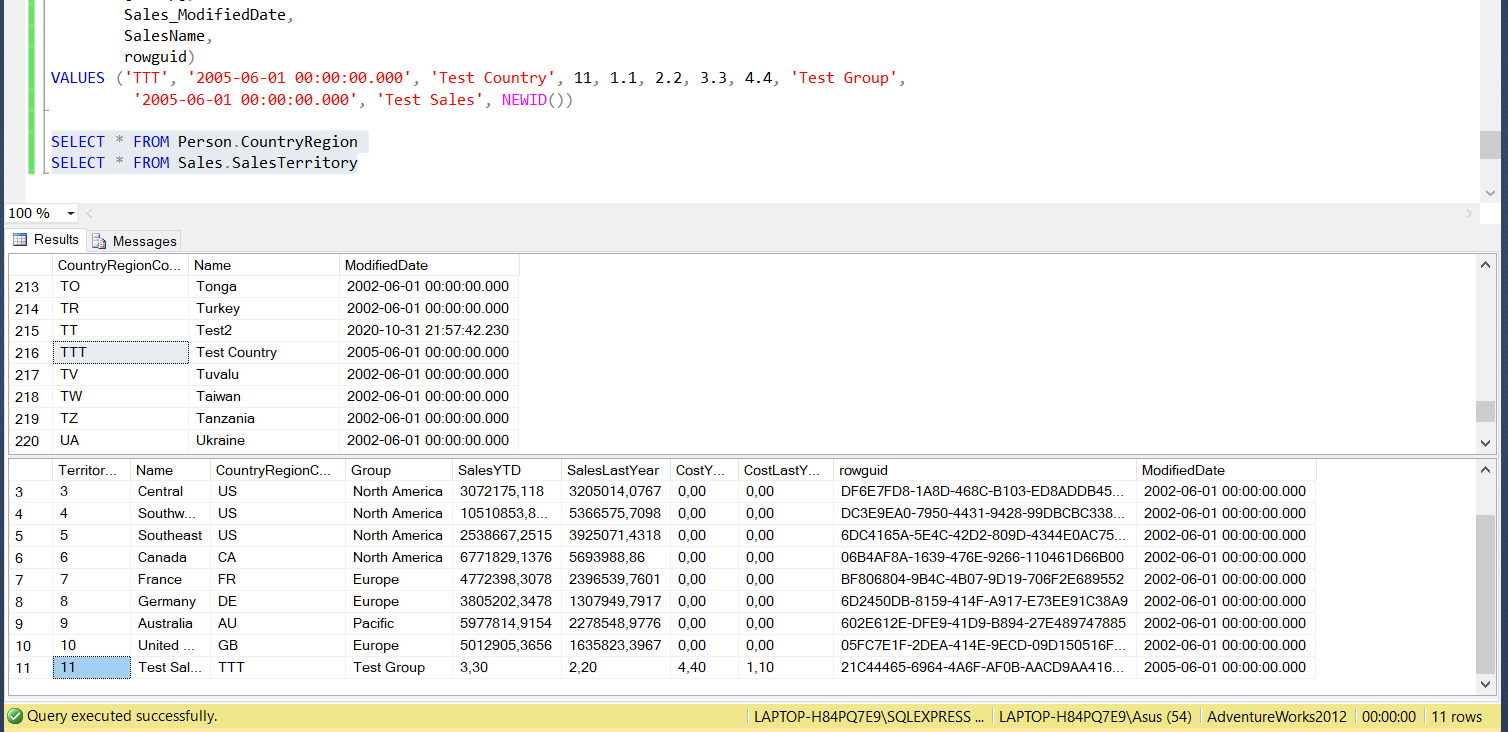 Sales_ModifiedDate,
SalesName,
rowguid)
VALUES ('TTT', '2005-06-01 00:00:00.000', 'Test Country', 11, 1.1, 2.2, 3.3, 4.4, 'Test Group',
'2005-06-01 00:00:00.000', 'Test Sales', NEWID())
SELECT * FROM Person.CountryRegion
SELECT * FROM Sales.SalesTerritory
100 %
Results Messages
CountryRegionCo... Name ModifiedDate
213 TO Tonga 2002-06-01 00:00:00.000
214 TR Turkey 2002-06-01 00:00:00.000
215 TT Test2 2020-10-31 21:57:42.230
216 TTT Test Country 2005-06-01 00:00:00.000
217 TV Tuvalu 2002-06-01 00:00:00.000
218 TW Taiwan 2002-06-01 00:00:00.000
219 TZ Tanzania 2002-06-01 00:00:00.000
220 UA Ukraine 2002-06-01 00:00:00.000
Territor... Name CountryRegionC... Group SalesYTD SalesLastYear CostY... CostLastY... rowguid ModifiedDate
3 3 Central US North America 3072175,118 3205014,0767 0,00 0,00 DF6E7FD8-1A8D-468C-B103-ED8ADDB45... 2002-06-01 00:00:00.000
4 4 Southw... US North America 10510853,8... 5366575,7098 0,00 0,00 DC3E9EA0-7950-4431-9428-99DBCBC338... 2002-06-01 00:00:00.000
5 5 Southeast US North America 2538667,2515 3925071,4318 0,00 0,00 6DC4165A-5E4C-42D2-809D-4344E0AC75... 2002-06-01 00:00:00.000
6 6 Canada CA North America 6771829,1376 5693988,86 0,00 0,00 06B4AF8A-1639-476E-9266-110461D66B00 2002-06-01 00:00:00.000
7 7 France FR Europe 4772398,3078 2396539,7601 0,00 0,00 BF806804-9B4C-4B07-9D19-706F2E689552 2002-06-01 00:00:00.000
8 8 Germany DE Europe 3805202,3478 1307949,7917 0,00 0,00 6D2450DB-8159-414F-A917-E73EE91C38A9 2002-06-01 00:00:00.000
9 9 Australia AU Pacific 5977814,9154 2278548,9776 0,00 0,00 602E612E-DFE9-41D9-B894-27E489747885 2002-06-01 00:00:00.000
10 10 United ... GB Europe 5012905,3656 1635823,3967 0,00 0,00 05FC7E1F-2DEA-414E-9ECD-09D150516F... 2002-06-01 00:00:00.000
11 11 Test Sal... TTT Test Group 3,30 2,20 4,40 1,10 21C44465-6964-4A6F-AF0B-AACD9AA416... 2005-06-01 00:00:00.000
Query executed successfully. LAPTOP-H84PQ7E9\SQLEXPRESS ... LAPTOP-H84PQ7E9\Asus (54) AdventureWorks2012 00:00:00 11 rows